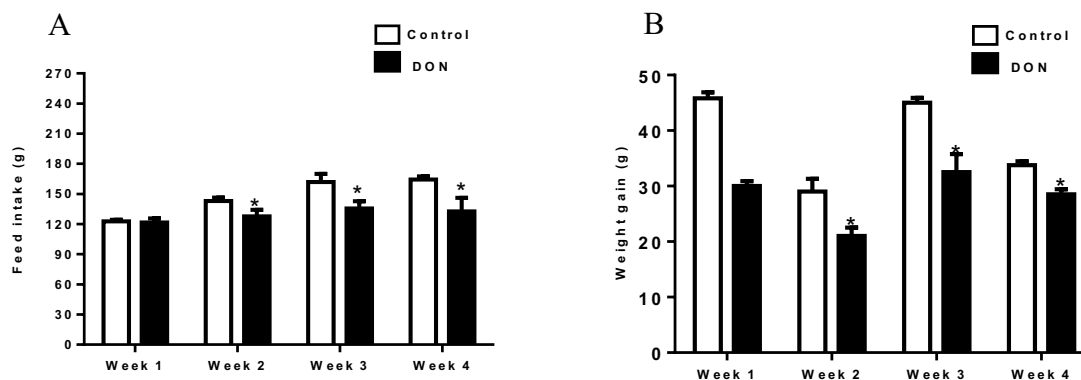 A
Control
DON
Feed intake (g)
270
240
210
180
150
120
90
60
30
0
*
*
*
Week 1 Week 2 Week 3 Week 4
B
Control
DON
Weight gain (g)
50
40
30
20
10
0
*
*
*
Week 1 Week 2 Week 3 Week 4